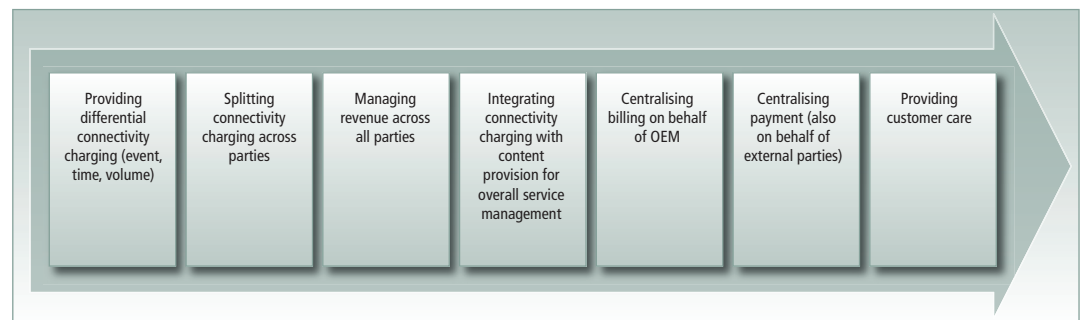 Providing
differential
connectivity
charging (event,
time, volume)
Splitting
connectivity
charging across
parties
Managing
revenue across
all parties
Integrating
connectivity
charging with
content
provision for
overall service
management
Centralising
billing on behalf
of OEM
Centralising
payment (also
on behalf of
external parties)
Providing
customer care